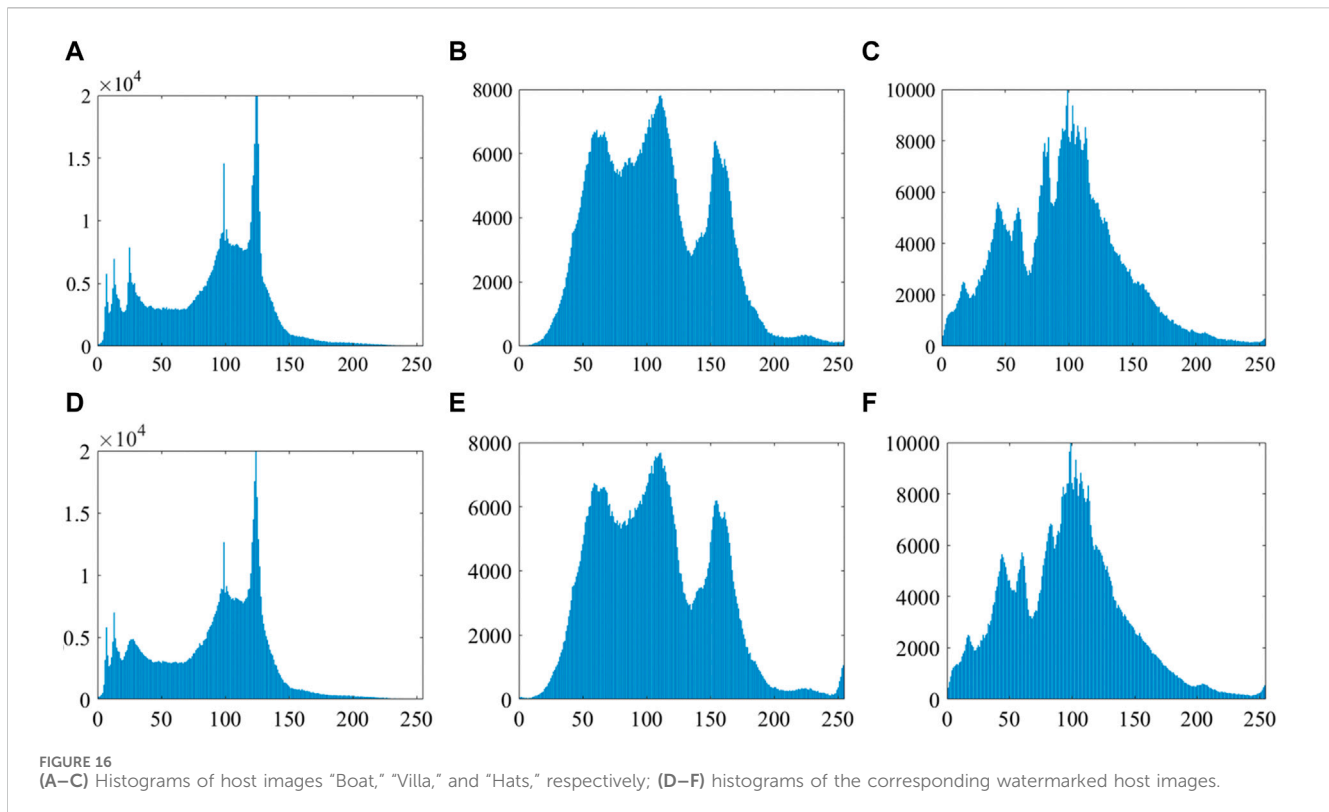 A
B
C
×10⁴
2
1.5
1
0.5
0
0 50 100 150 200 250
8000
6000
4000
2000
0
0 50 100 150 200 250
10000
8000
6000
4000
2000
0
0 50 100 150 200 250
D
E
F
×10⁴
2
1.5
1
0.5
0
0 50 100 150 200 250
8000
6000
4000
2000
0
0 50 100 150 200 250
10000
8000
6000
4000
2000
0
0 50 100 150 200 250
FIGURE 16
(A–C) Histograms of host images “Boat,” “Villa,” and “Hats,” respectively; (D–F) histograms of the corresponding watermarked host images.